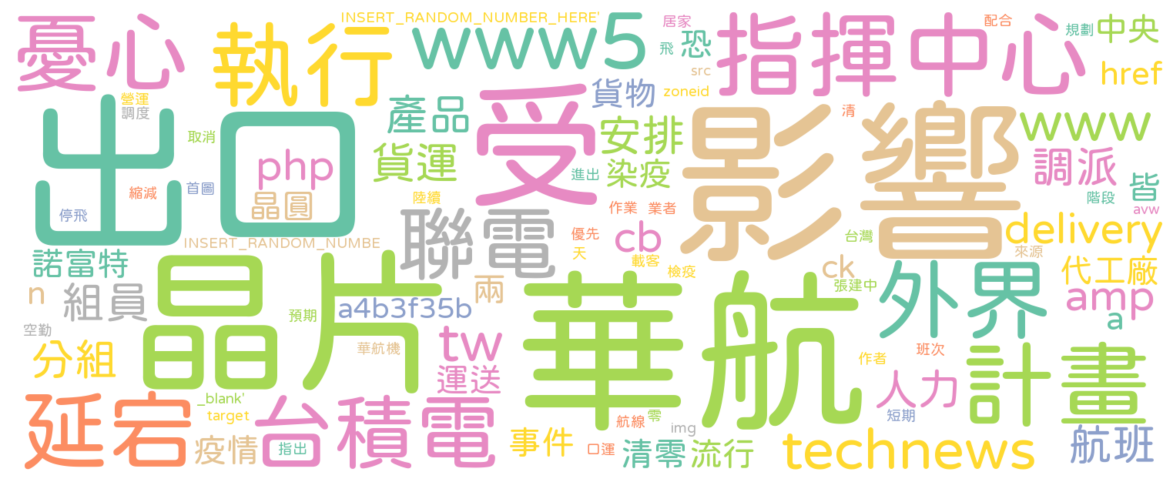 憂心
執行
INSERT_RANDOM_NUMBER_HERE'
www5
居家
飛
恐
src
zoneid
指揮中心
配合
規劃
中央
href
營運
調度
出口
取消
php
晶圓
產品
貨運
受
貨物
安排
染疫
進出
影響
清
www
調派
皆
階段
avw
縮減
首圖
停飛
陸續
作業
業者
INSERT_RANDOM_NUMBE
聯電
優先
天
cb
載客
檢疫
台灣
delivery
來源
諾富特
n
組員
晶片
a4b3f35b
兩
華航
ck
張建中
外界
代工廠
amp
a
空勤
分組
預期
華航機
tw
運送
作者
班次
人力
短期
計畫
延宕
_blank'
target
疫情
台積電
指出
事件
口運
航線
零
img
清零
流行
technews
航班